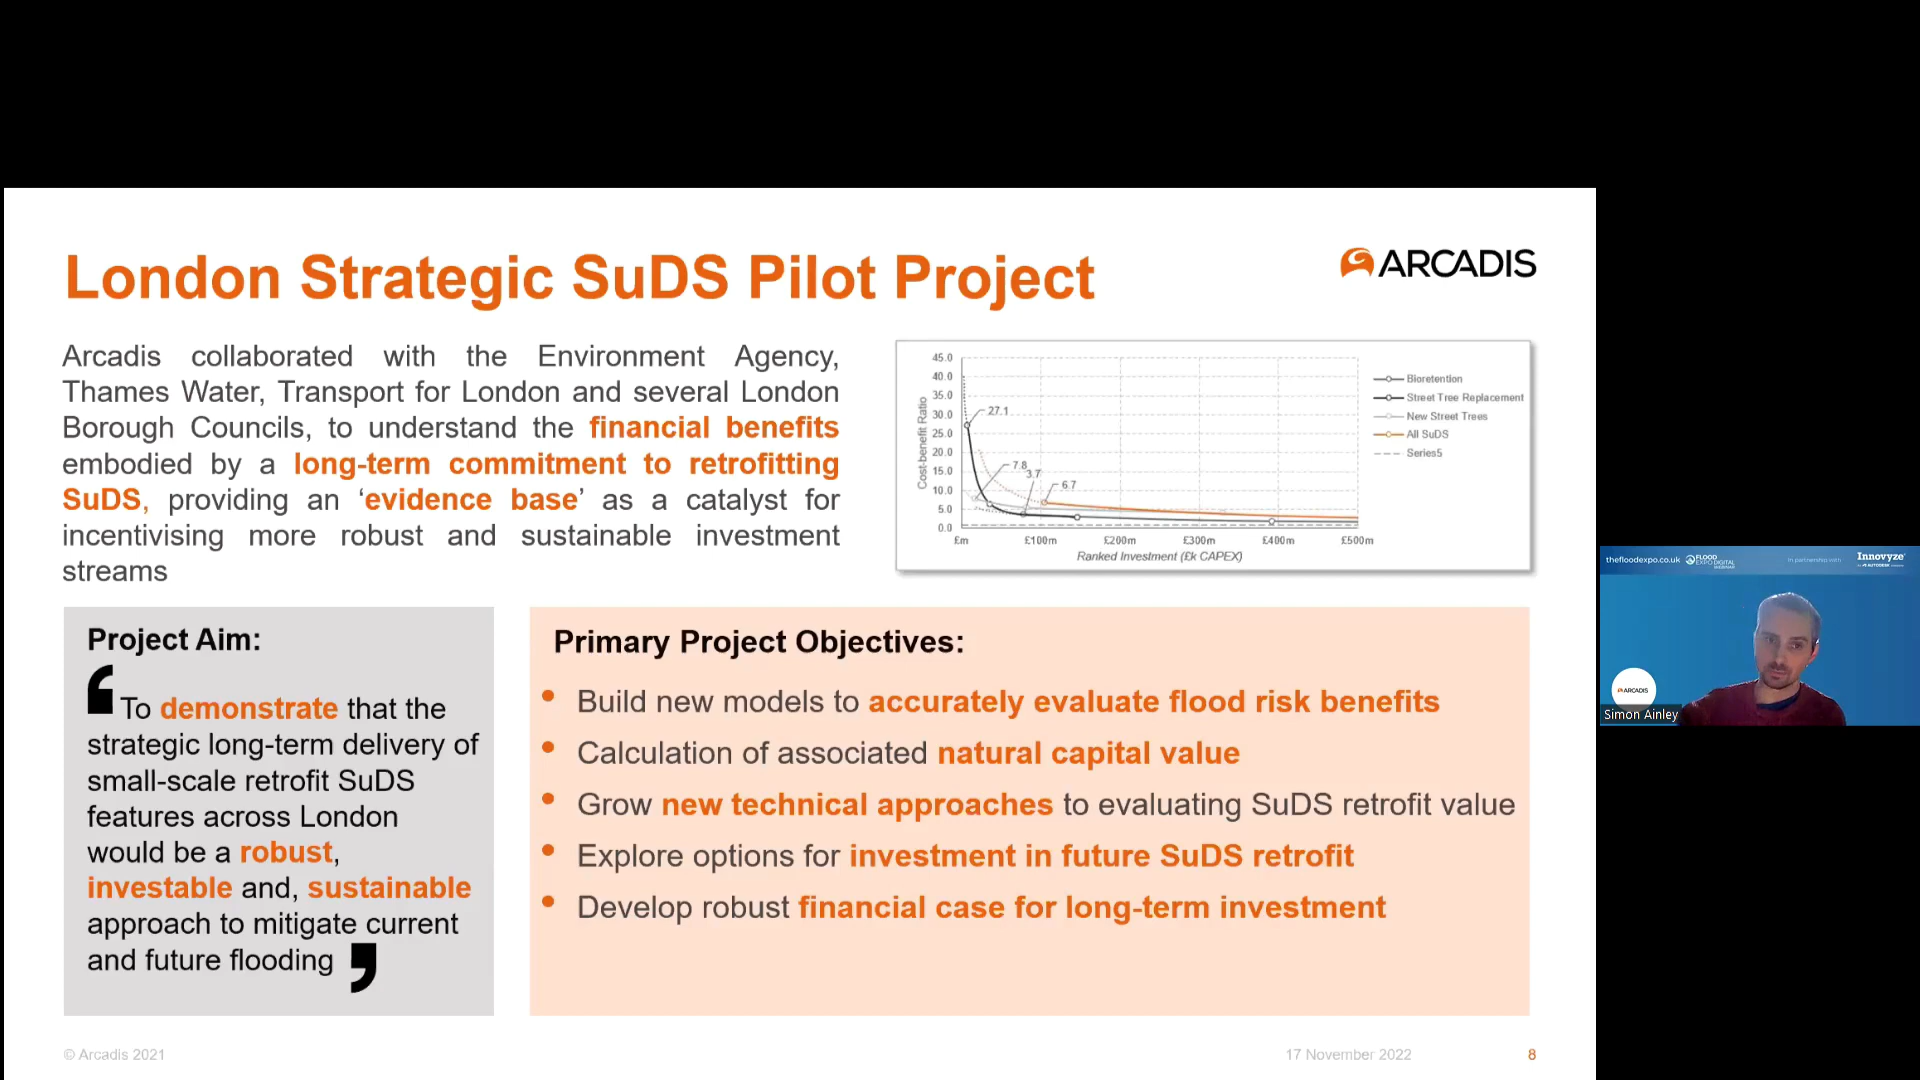 London Strategic SuDS Pilot Project
ARCADIS
Arcadis collaborated with the Environment Agency,
Thames Water, Transport for London and several London
Borough Councils, to understand the financial benefits
embodied by a long-term commitment to retrofitting
SuDS, providing an ‘evidence base’ as a catalyst for
incentivising more robust and sustainable investment
streams
45.0
40.0
35.0
30.0
25.0
20.0
15.0
10.0
5.0
0.0
Cost-benefit Ratio
27.1
7.8
3.7
6.7
£m
£100m
£200m
£300m
£400m
£500m
Ranked Investment (£k CAPEX)
Bioretention
Street Tree Replacement
New Street Trees
All SuDS
Series5
Project Aim:
‘To demonstrate that the
strategic long-term delivery of
small-scale retrofit SuDS
features across London
would be a robust,
investable and, sustainable
approach to mitigate current
and future flooding ’
Primary Project Objectives:
• Build new models to accurately evaluate flood risk benefits
• Calculation of associated natural capital value
• Grow new technical approaches to evaluating SuDS retrofit value
• Explore options for investment in future SuDS retrofit
• Develop robust financial case for long-term investment
© Arcadis 2021
17 November 2022
8
thefloodexpo.co.uk
FLOOD
EXPO DIGITAL
WEBINAR
in partnership with
Innovyze
ARCADIS
Simon Ainley